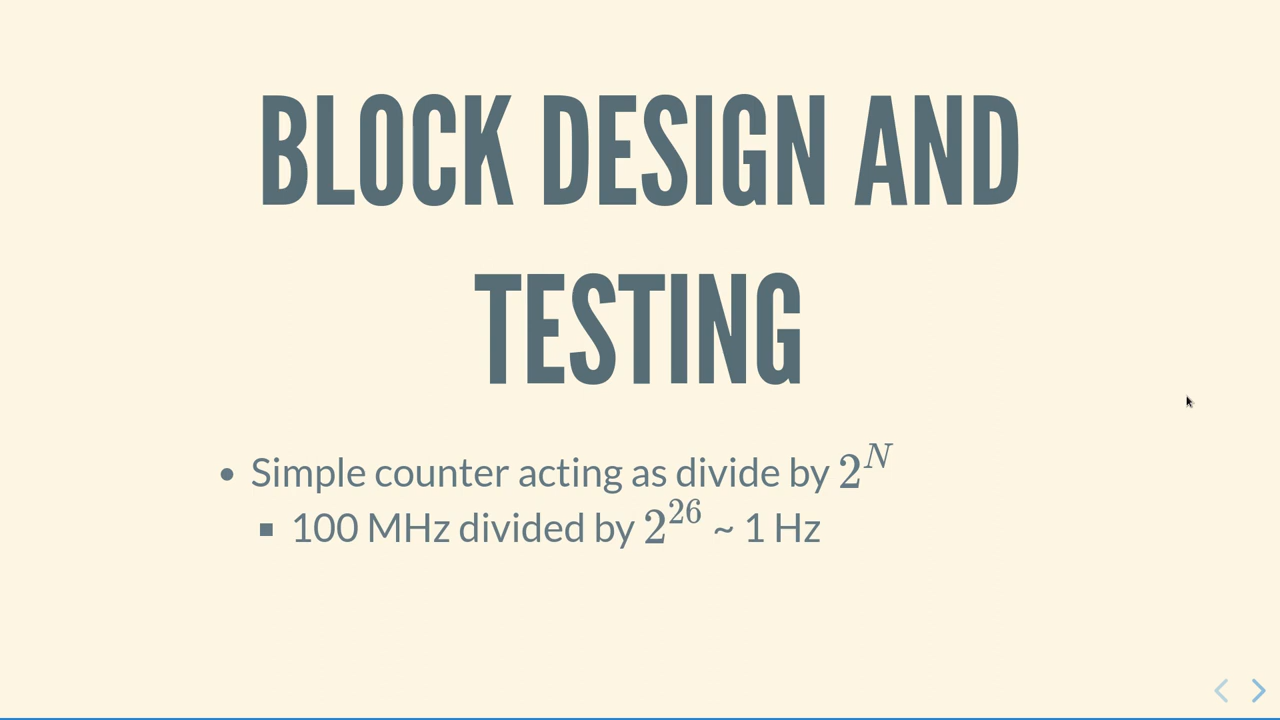 BLOCK DESIGN AND
TESTING
• Simple counter acting as divide by $2^N$
▪ 100 MHz divided by $2^{26}$ ~ 1 Hz